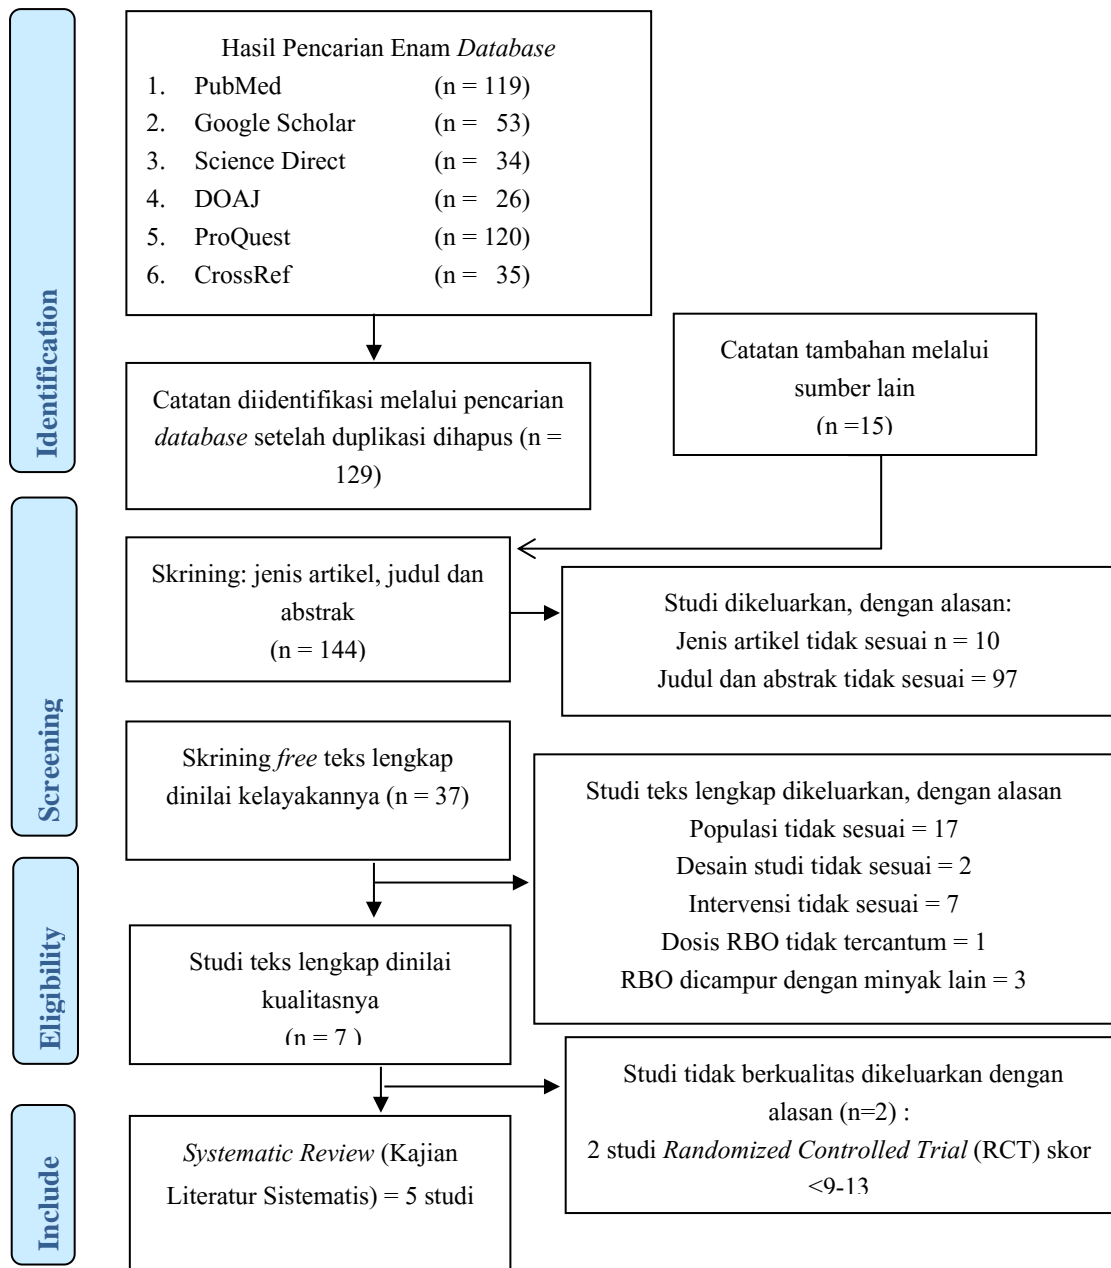 Identification
Hasil Pencarian Enam Database
1. PubMed (n = 119)
2. Google Scholar (n = 53)
3. Science Direct (n = 34)
4. DOAJ (n = 26)
5. ProQuest (n = 120)
6. CrossRef (n = 35)
Catatan tambahan melalui
sumber lain
(n =15)
Catatan diidentifikasi melalui pencarian
database setelah duplikasi dihapus (n =
129)
Screening
Skrining: jenis artikel, judul dan
abstrak
(n = 144)
Studi dikeluarkan, dengan alasan:
Jenis artikel tidak sesuai n = 10
Judul dan abstrak tidak sesuai = 97
Skrining free teks lengkap
dinilai kelayakannya (n = 37)
Studi teks lengkap dikeluarkan, dengan alasan
Populasi tidak sesuai = 17
Desain studi tidak sesuai = 2
Intervensi tidak sesuai = 7
Dosis RBO tidak tercantum = 1
RBO dicampur dengan minyak lain = 3
Eligibility
Studi teks lengkap dinilai
kualitasnya
(n = 7 )
Studi tidak berkualitas dikeluarkan dengan
alasan (n=2) :
2 studi Randomized Controlled Trial (RCT) skor
<9-13
Include
Systematic Review (Kajian
Literatur Sistematis) = 5 studi